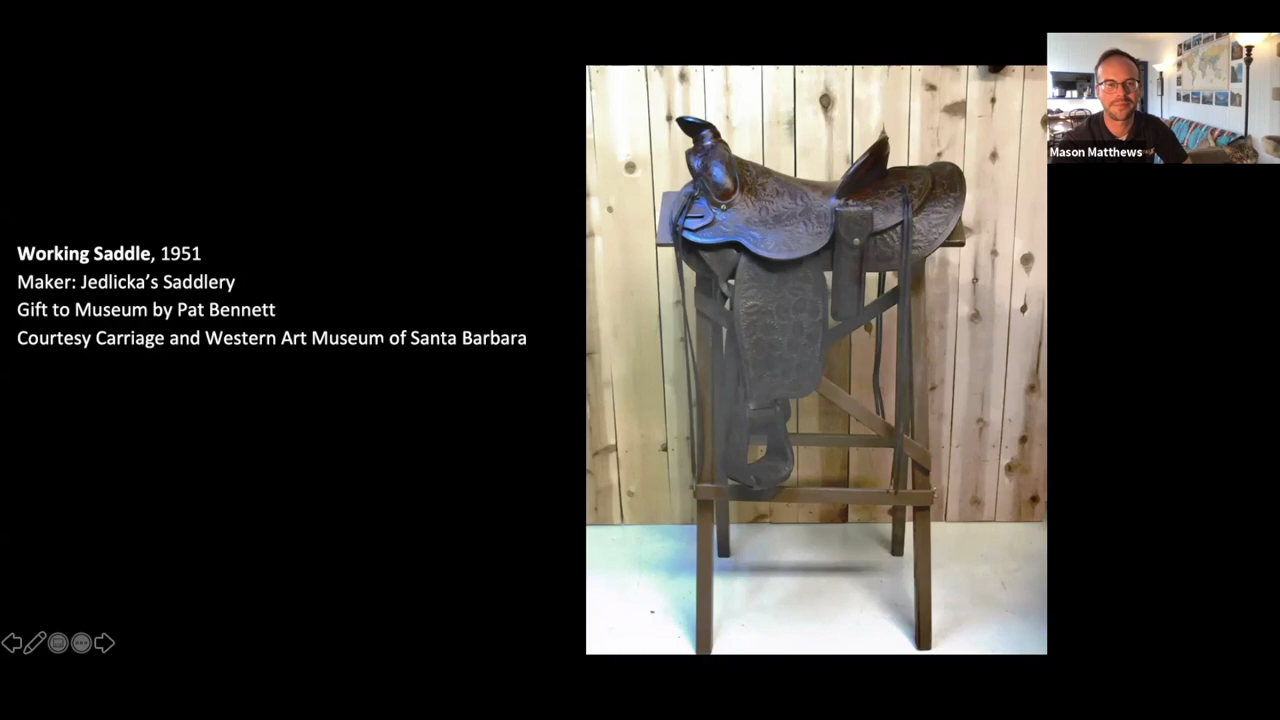 Working Saddle, 1951
Maker: Jedlicka’s Saddlery
Gift to Museum by Pat Bennett
Courtesy Carriage and Western Art Museum of Santa Barbara
Mason Matthews